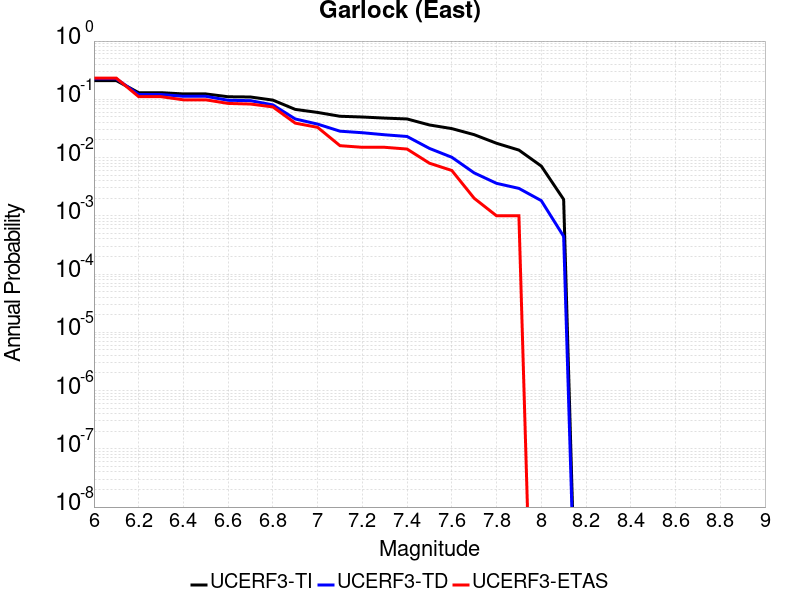 Garlock (East)
10^0
10^-1
10^-2
10^-3
10^-4
10^-5
10^-6
10^-7
10^-8
Annual Probability
6 6.2 6.4 6.6 6.8 7 7.2 7.4 7.6 7.8 8 8.2 8.4 8.6 8.8 9
Magnitude
UCERF3-TI UCERF3-TD UCERF3-ETAS